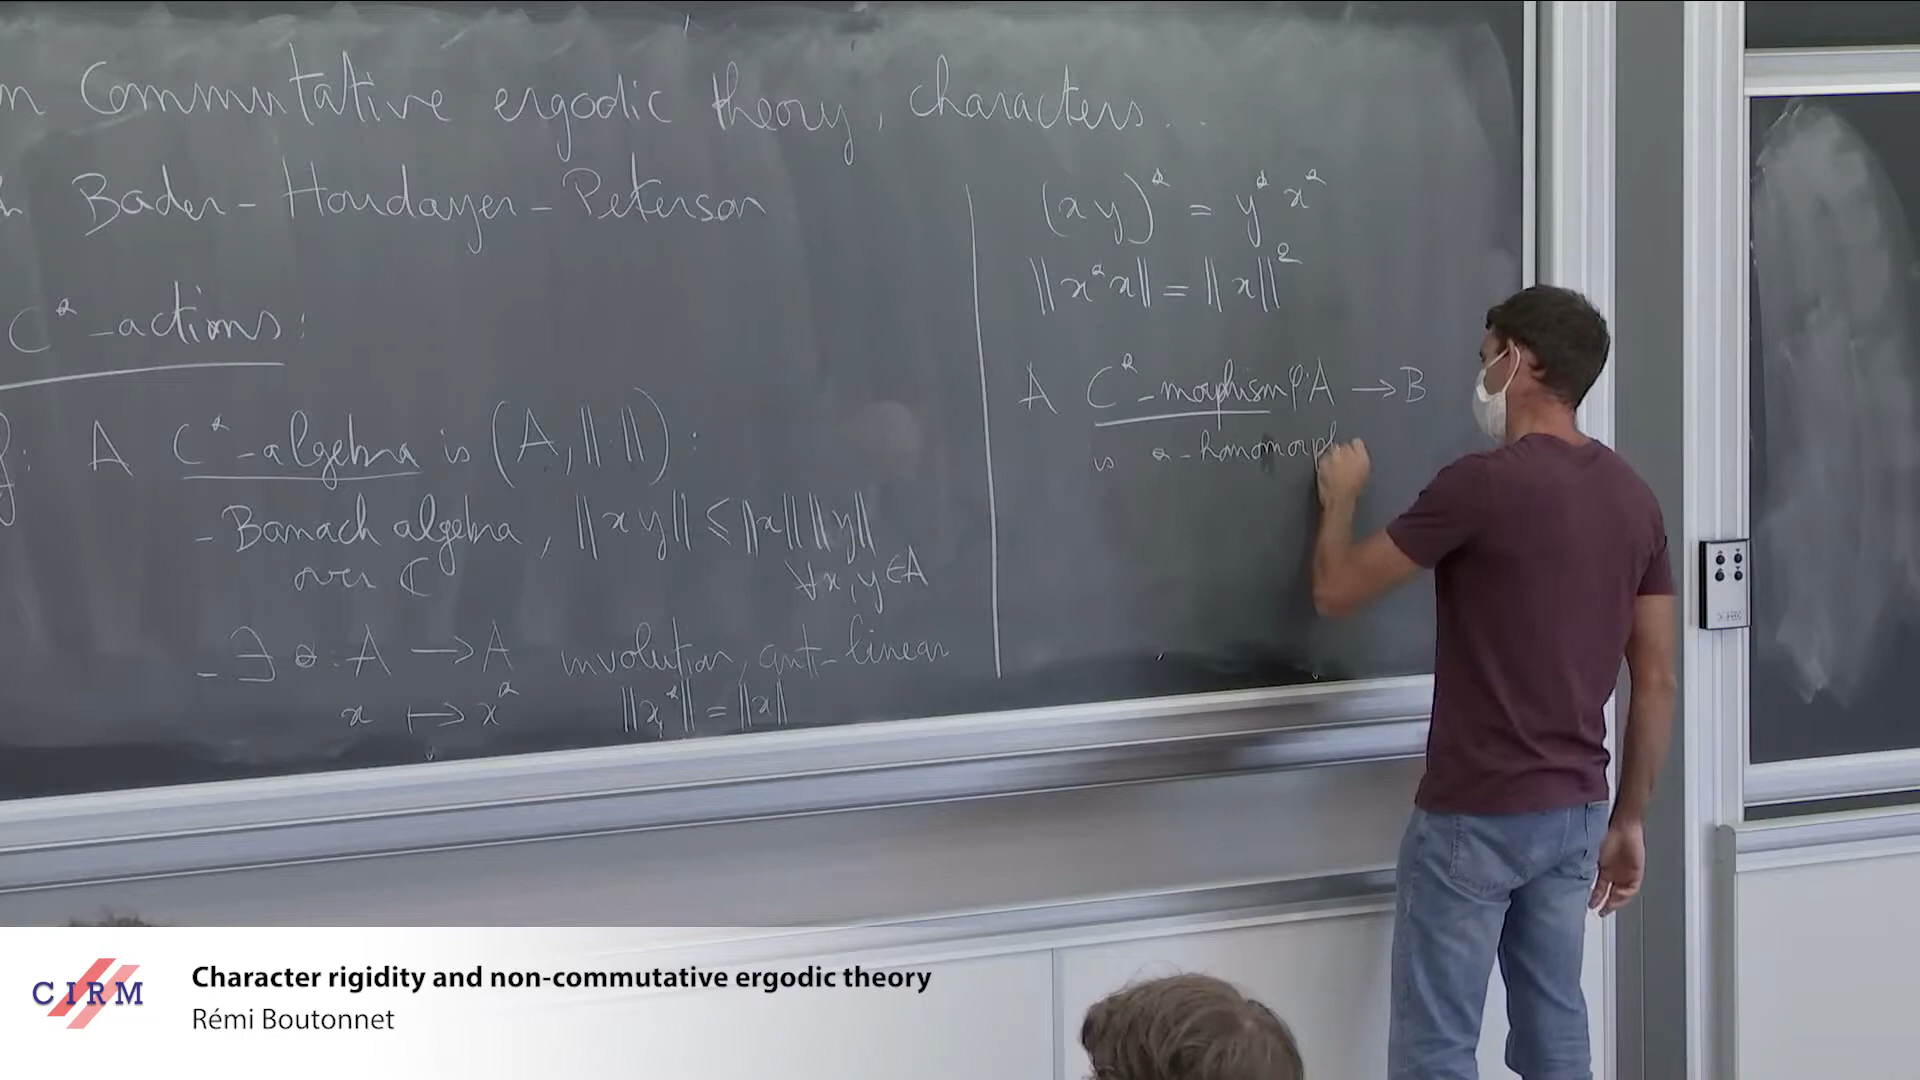 n Commutative ergodic theory, characters...
Bader - Houdayer - Peterson
C* - actions:
: A C* - algebra is (A, ||·||) :
- Banach algebra, ||xy|| ≤ ||x|| ||y||
over ℂ ∀x, y ∈ A
- ∃ * : A → A involution, anti-linear
x ↦ x* ||x*|| = ||x||
(xy)* = y* x*
||x*x|| = ||x||²
A C* - morphism φ: A → B
is * - homomorph
CIRM
Character rigidity and non-commutative ergodic theory
Rémi Boutonnet